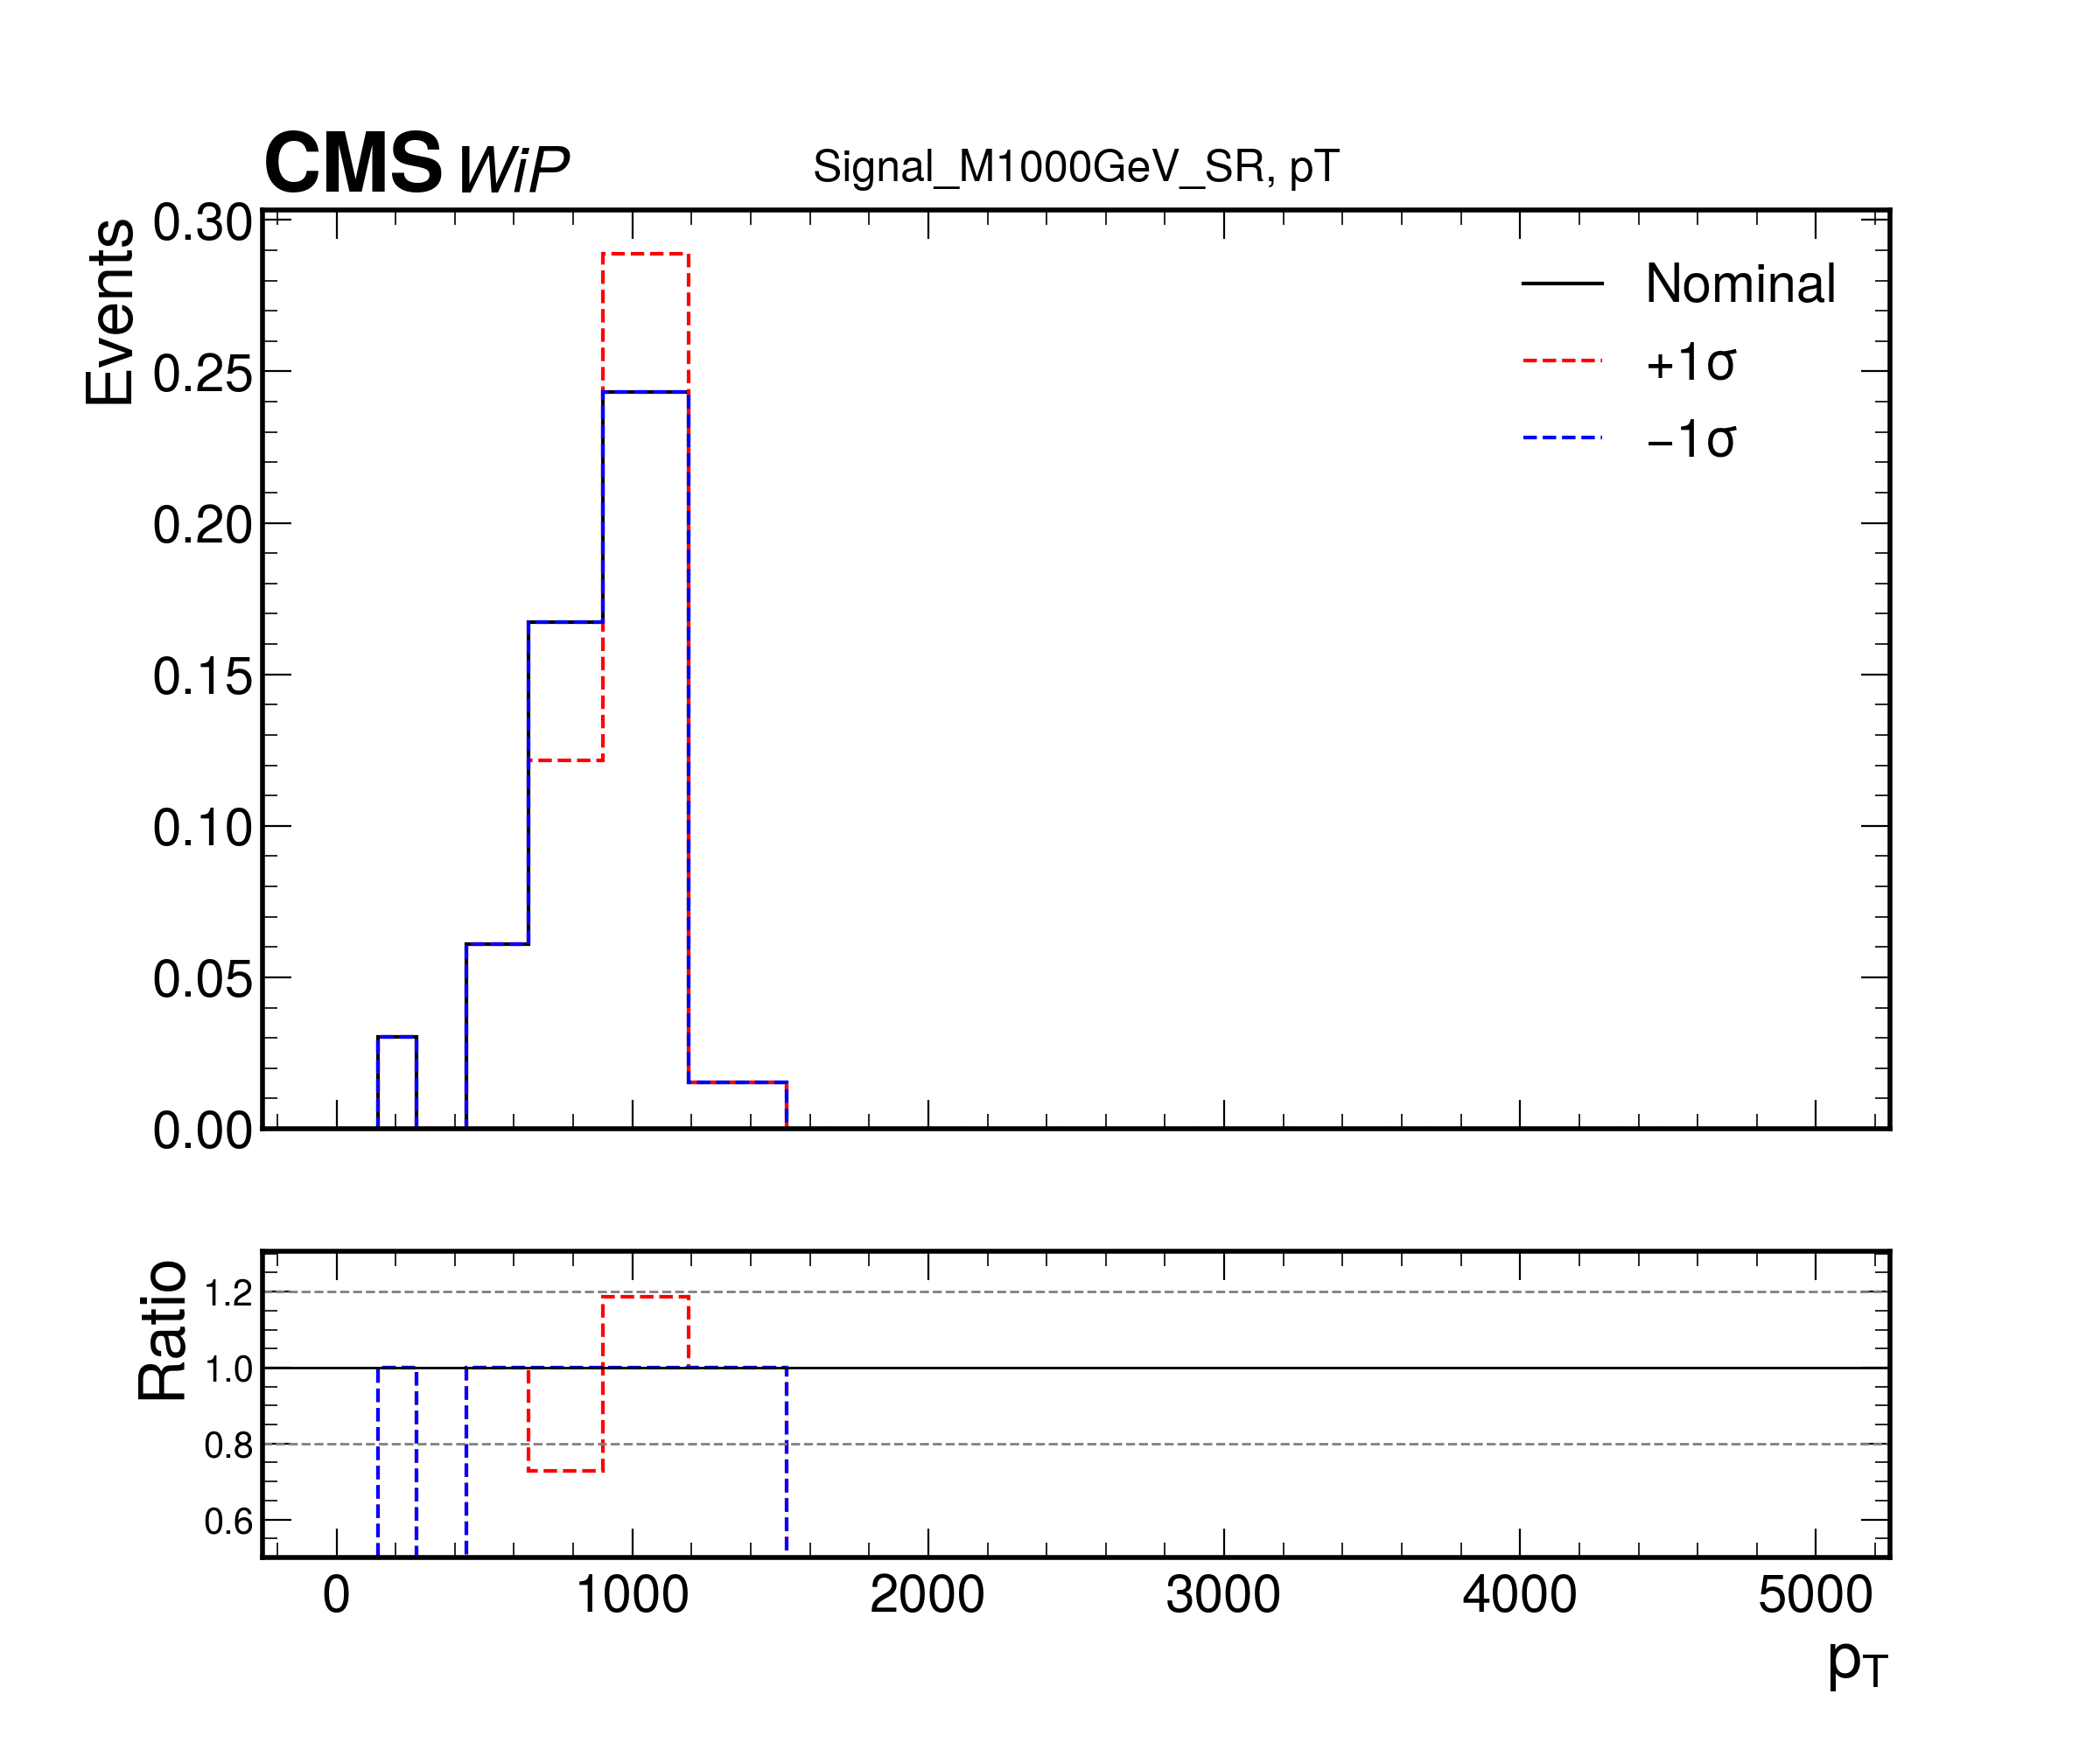 CMS WiP
Signal_M1000GeV_SR, pT
Events
0.30
0.25
0.20
0.15
0.10
0.05
0.00
Nominal
+1σ
−1σ
Ratio
1.2
1.0
0.8
0.6
0 1000 2000 3000 4000 5000
pT